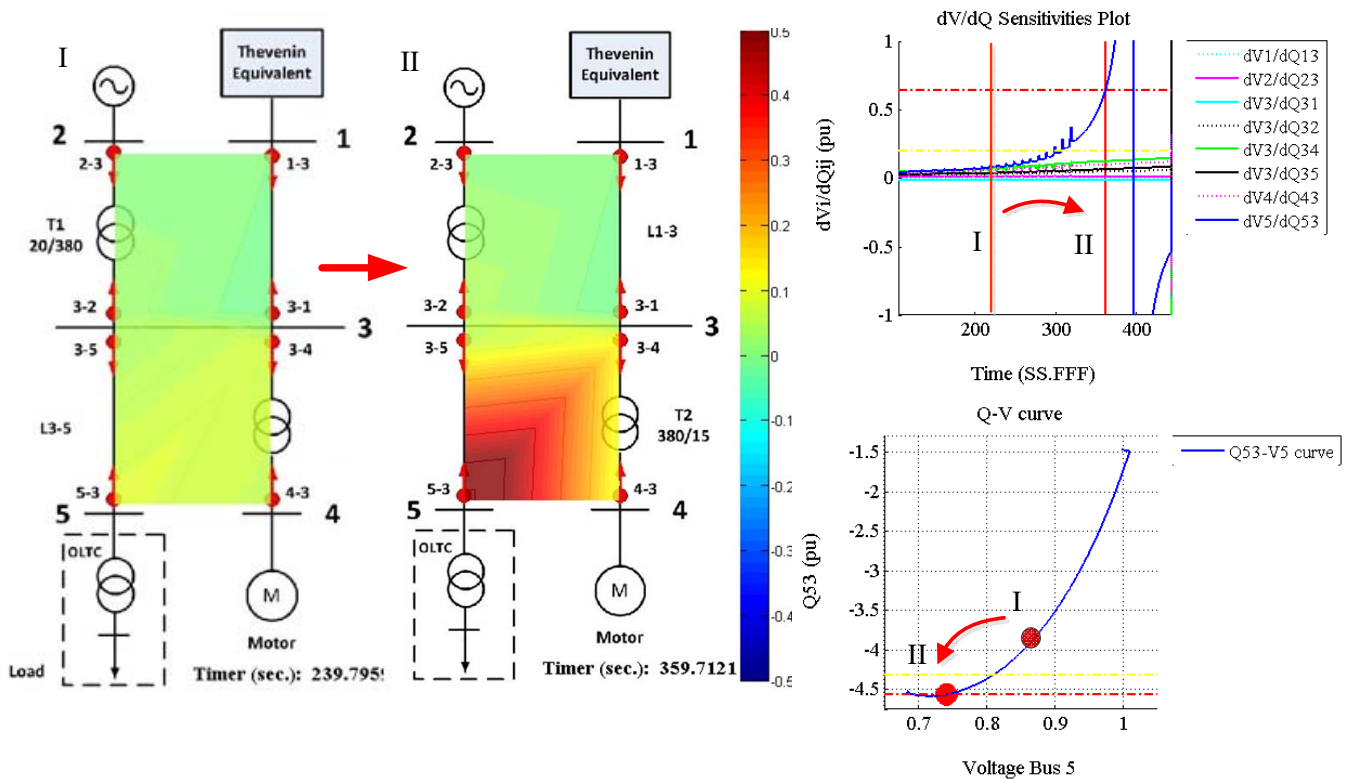 I
Thevenin
Equivalent
2
1
2-3
1-3
T1
20/380
3-2
3-1
3
3-5
3-4
L3-5
5-3
4-3
5
4
OLTC
M
Motor
Load
Timer (sec.): 239.795
II
Thevenin
Equivalent
2
1
2-3
1-3
L1-3
3-2
3-1
3
3-5
3-4
T2
380/15
5-3
4-3
5
4
OLTC
M
Motor
Timer (sec.): 359.7121
0.5
0.4
0.3
0.2
0.1
0
-0.1
-0.2
-0.3
-0.4
-0.5
dV/dQ Sensitivities Plot
dVi/dQij (pu)
1
0.5
0
-0.5
-1
I
II
200
300
400
Time (SS.FFF)
dV1/dQ13
dV2/dQ23
dV3/dQ31
dV3/dQ32
dV3/dQ34
dV3/dQ35
dV4/dQ43
dV5/dQ53
Q-V curve
Q53 (pu)
-1.5
-2
-2.5
-3
-3.5
-4
-4.5
I
II
0.7
0.8
0.9
1
Voltage Bus 5
Q53-V5 curve